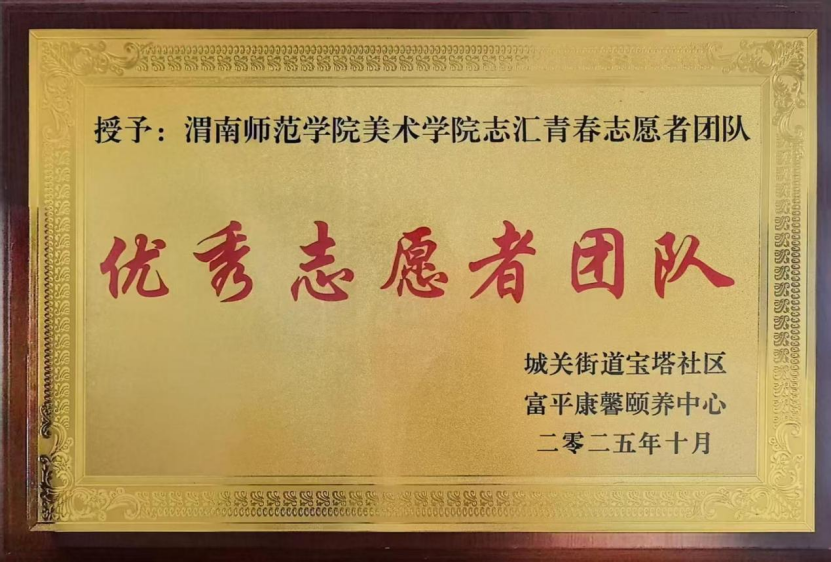 授予：渭南师范学院美术学院志汇青春志愿者团队
优秀志愿者团队
城关街道宝塔社区
富平康馨颐养中心
二零二五年十月